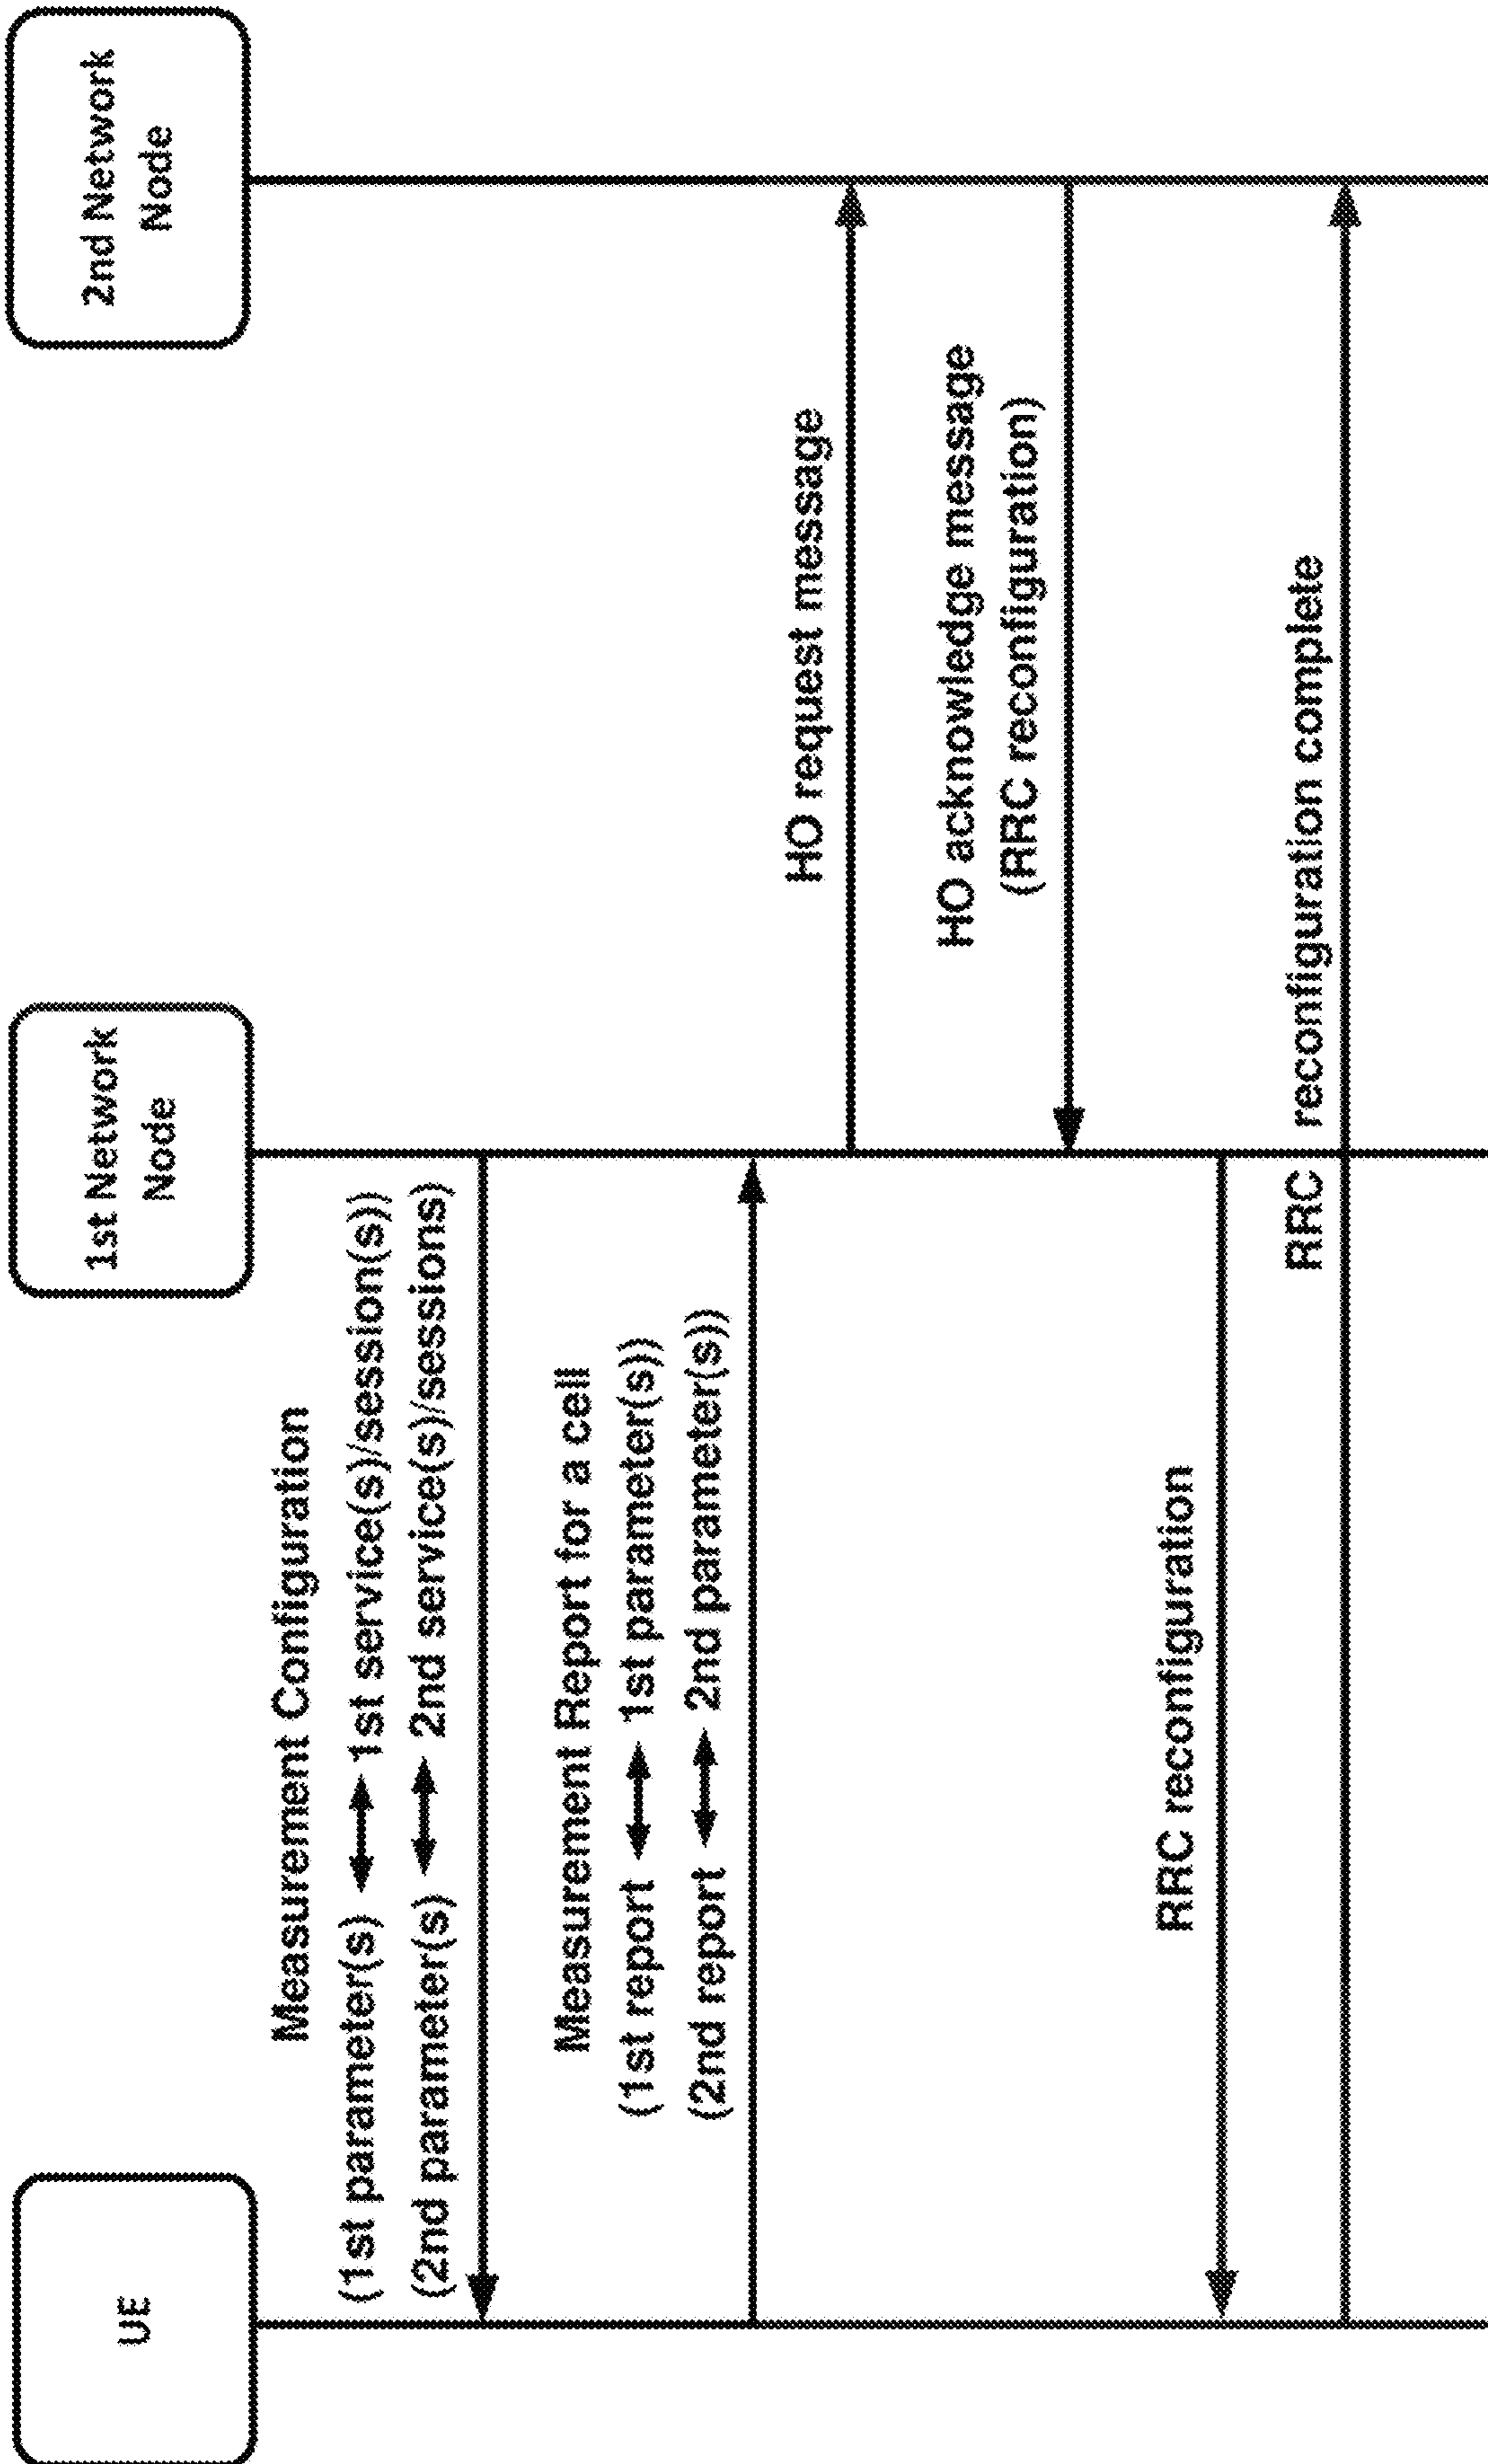 UE
1st Network
Node
2nd Network
Node
Measurement Configuration
(1st parameter(s) 1st service(s)/session(s))
(2nd parameter(s) 2nd service(s)/sessions)
Measurement Report for a cell
(1st report 1st parameter(s))
(2nd report 2nd parameter(s)))
HO request message
HO acknowledge message
(RRC reconfiguration)
RRC reconfiguration
RRC reconfiguration complete